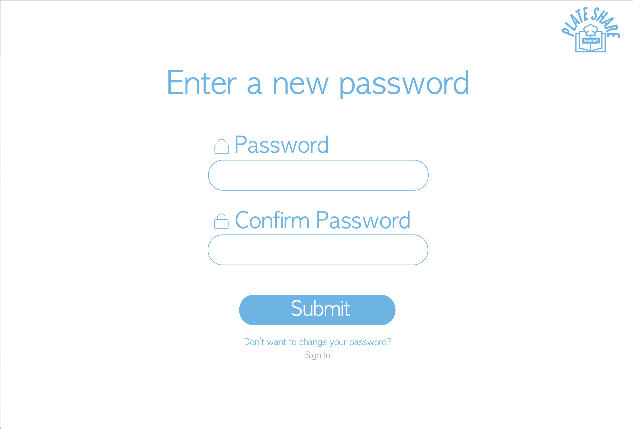 PLATE SHARE
Enter a new password
Password
Confirm Password
Submit
Don't want to change your password?
Sign In